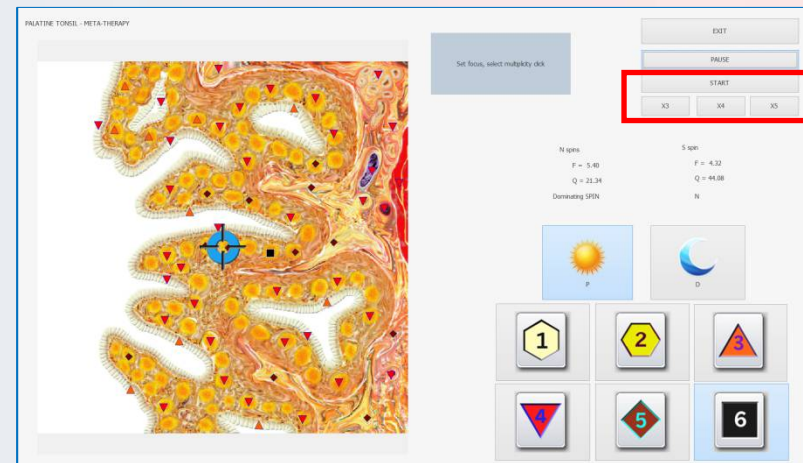 PALATINE TONSIL - META-THERAPY
EXIT
Set focus, select multiplicity click
PAUSE
START
X3 X4 X5
N spins S spin
F = 5.40 F = 4.32
Q = 21.34 Q = 44.08
Dominating SPIN N
P D
1 2 3
4 5 6